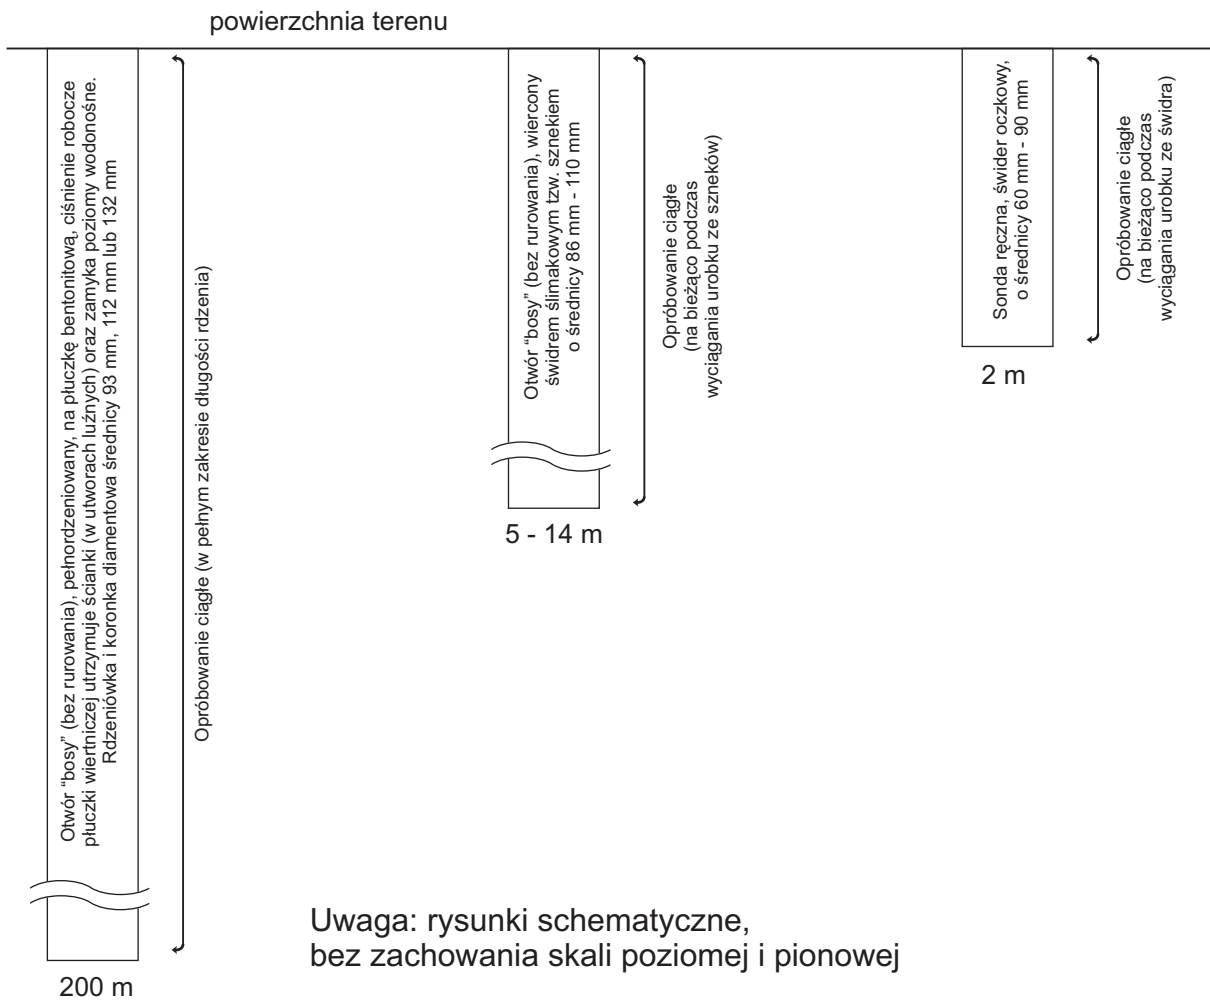 powierzchnia terenu
Otwór "bosy" (bez rurowania), pełnordzeniowany, na płuczkę bentonitową, ciśnienie robocze
płuczki wiertniczej utrzymuje ścianki (w utworach luźnych) oraz zamyka poziomy wodonośne.
Rdzeniówka i koronka diamentowa średnicy 93 mm, 112 mm lub 132 mm
Opróbowanie ciągłe (w pełnym zakresie długości rdzenia)
200 m
Otwór "bosy" (bez rurowania), wiercony
świdrem ślimakowym tzw. sznekiem
o średnicy 86 mm - 110 mm
Opróbowanie ciągłe
(na bieżąco podczas
wyciągania urobku ze szneków)
5 - 14 m
Sonda ręczna, świder oczkowy,
o średnicy 60 mm - 90 mm
Opróbowanie ciągłe
(na bieżąco podczas
wyciągania urobku ze świdra)
2 m
Uwaga: rysunki schematyczne,
bez zachowania skali poziomej i pionowej